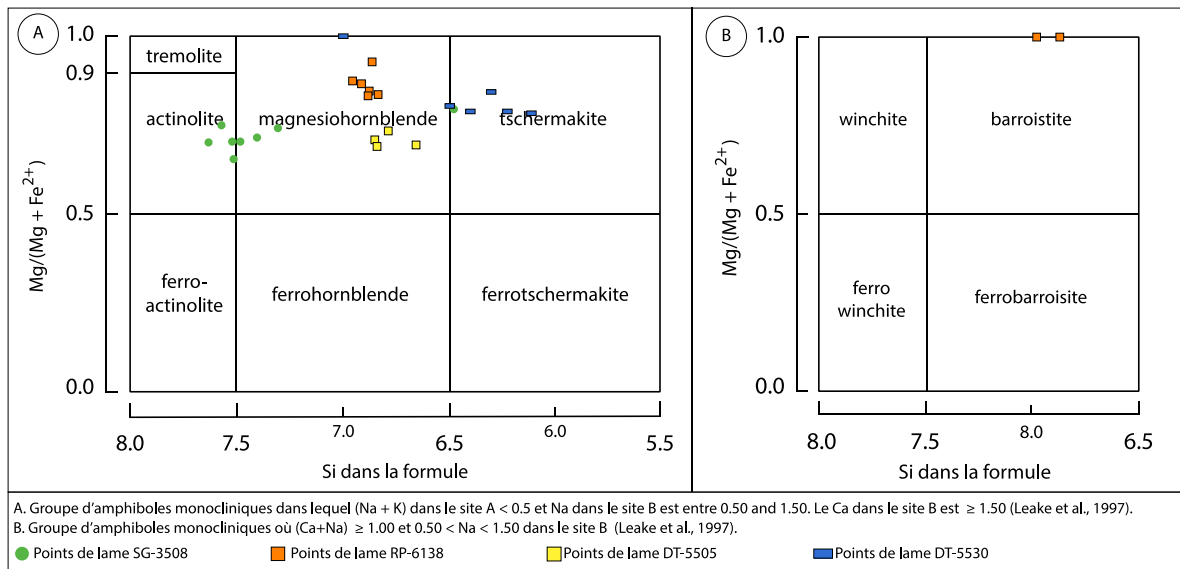 A
B
1.0
0.9
0.5
0.0
Mg/(Mg + Fe2+)
tremolite
actinolite
magnesiohornblende
tschermakite
ferro-
actinolite
ferrohornblende
ferrotschermakite
8.0
7.5
7.0
6.5
6.0
5.5
Si dans la formule
1.0
0.5
0.0
Mg/(Mg + Fe2+)
winchite
barroistite
ferro
winchite
ferrobarroisite
8.0
7.5
8.0
6.5
Si dans la formule
A. Groupe d'amphiboles monocliniques dans lequel (Na + K) dans le site A < 0.5 et Na dans le site B est entre 0.50 and 1.50. Le Ca dans le site B est ≥ 1.50 (Leake et al., 1997).
B. Groupe d'amphiboles monocliniques où (Ca+Na) ≥ 1.00 et 0.50 < Na < 1.50 dans le site B (Leake et al., 1997).
Points de lame SG-3508
Points de lame RP-6138
Points de lame DT-5505
Points de lame DT-5530